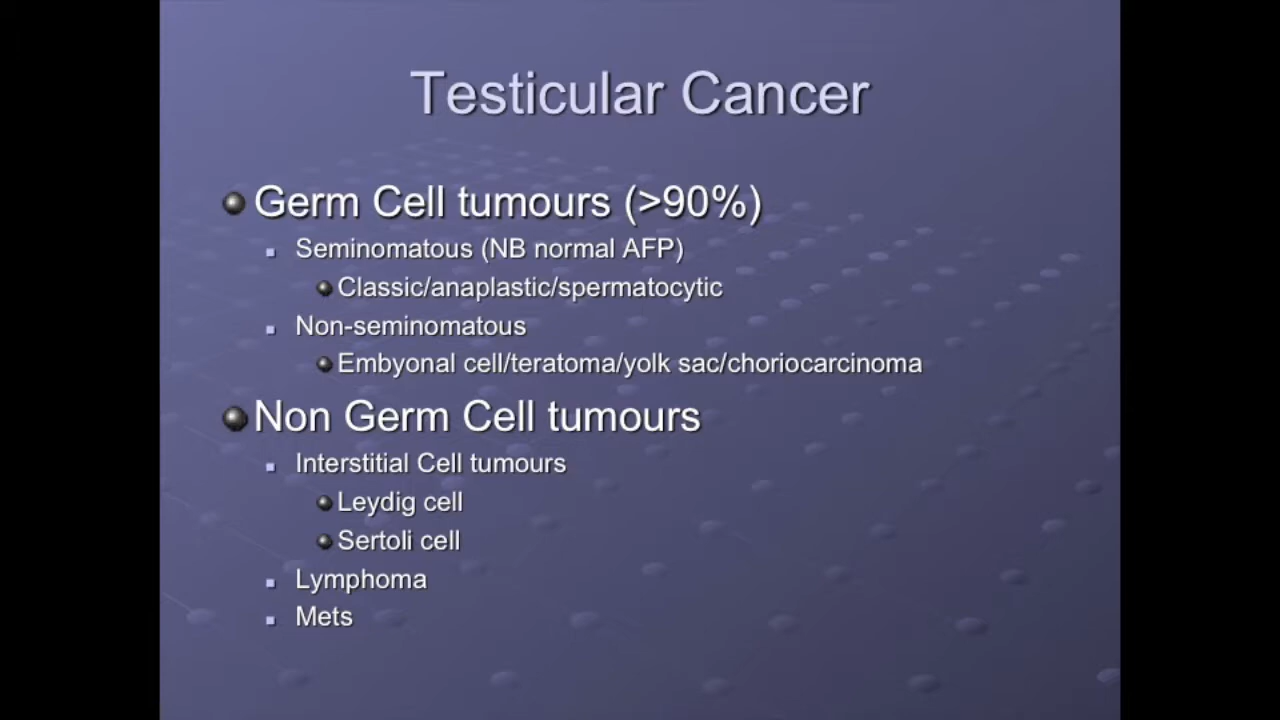 Testicular Cancer
Germ Cell tumours (>90%)
Seminomatous (NB normal AFP)
Classic/anaplastic/spermatocytic
Non-seminomatous
Embyonal cell/teratoma/yolk sac/choriocarcinoma
Non Germ Cell tumours
Interstitial Cell tumours
Leydig cell
Sertoli cell
Lymphoma
Mets